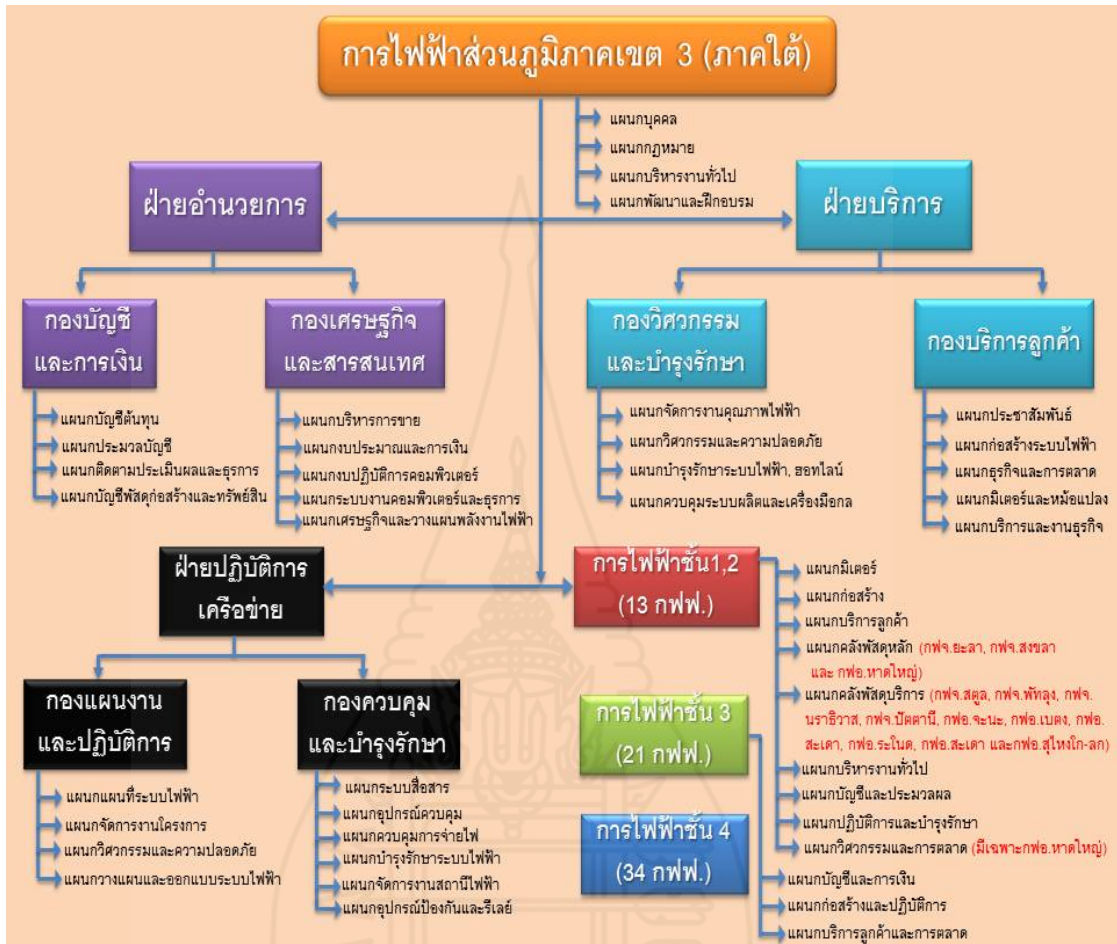 การไฟฟ้าส่วนภูมิภาคเขต 3 (ภาคใต้)
แผนกบุคคล
แผนกกฎหมาย
แผนกบริหารงานทั่วไป
แผนกพัฒนาและฝึกอบรม
ฝ่ายอำนวยการ
ฝ่ายบริการ
กองบัญชี
และการเงิน
แผนกบัญชีต้นทุน
แผนกประมวลบัญชี
แผนกติดตามประเมินผลและธุรการ
แผนกบัญชีพัสดุก่อสร้างและทรัพย์สิน
กองเศรษฐกิจ
และสารสนเทศ
แผนกบริหารการขาย
แผนกงบประมาณและการเงิน
แผนกงบปฏิบัติการคอมพิวเตอร์
แผนกระบบงานคอมพิวเตอร์และธุรการ
แผนกเศรษฐกิจและวางแผนพลังงานไฟฟ้า
กองวิศวกรรม
และบำรุงรักษา
แผนกจัดการงานคุณภาพไฟฟ้า
แผนกวิศวกรรมและความปลอดภัย
แผนกบำรุงรักษาระบบไฟฟ้า, ฮอทไลน์
แผนกควบคุมระบบผลิตและเครื่องมือกล
กองบริการลูกค้า
แผนกประชาสัมพันธ์
แผนกก่อสร้างระบบไฟฟ้า
แผนกธุรกิจและการตลาด
แผนกมิเตอร์และหม้อแปลง
แผนกบริการและงานธุรกิจ
ฝ่ายปฏิบัติการ
เครือข่าย
กองแผนงาน
และปฏิบัติการ
แผนกแผนที่ระบบไฟฟ้า
แผนกจัดการงานโครงการ
แผนกวิศวกรรมและความปลอดภัย
แผนกวางแผนและออกแบบระบบไฟฟ้า
กองควบคุม
และบำรุงรักษา
แผนกระบบสื่อสาร
แผนกอุปกรณ์ควบคุม
แผนกควบคุมการจ่ายไฟ
แผนกบำรุงรักษาระบบไฟฟ้า
แผนกจัดการงานสถานีไฟฟ้า
แผนกอุปกรณ์ป้องกันและรีเลย์
การไฟฟ้าชั้น1,2
(13 กฟฟ.)
แผนกมิเตอร์
แผนกก่อสร้าง
แผนกบริการลูกค้า
แผนกคลังพัสดุหลัก (กฟจ.ยะลา, กฟจ.สงขลา
และ กฟอ.หาดใหญ่)
แผนกคลังพัสดุบริการ (กฟจ.สตูล, กฟจ.พัทลุง, กฟจ.
นราธิวาส, กฟจ.ปัตตานี, กฟอ.จะนะ, กฟอ.เบตง, กฟอ.
สะเดา, กฟอ.ระโนด, กฟอ.สะเดา และกฟอ.สุไหงโก-ลก)
แผนกบริหารงานทั่วไป
แผนกบัญชีและประมวลผล
แผนกปฏิบัติการและบำรุงรักษา
แผนกวิศวกรรมและการตลาด (มีเฉพาะกฟอ.หาดใหญ่)
การไฟฟ้าชั้น 3
(21 กฟฟ.)
การไฟฟ้าชั้น 4
(34 กฟฟ.)
แผนกบัญชีและการเงิน
แผนกก่อสร้างและปฏิบัติการ
แผนกบริการลูกค้าและการตลาด